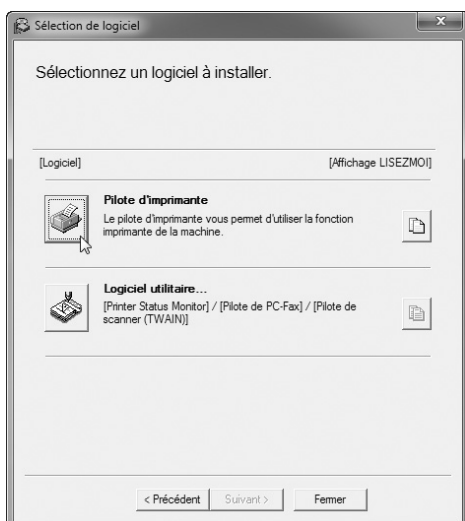 Sélection de logiciel
x
Sélectionnez un logiciel à installer.
[Logiciel] [Affichage LISEZMOI]
Pilote d'imprimante
Le pilote d'imprimante vous permet d'utiliser la fonction
imprimante de la machine.
Logiciel utilitaire...
[Printer Status Monitor] / [Pilote de PC-Fax] / [Pilote de
scanner (TWAIN)]
< Précédent Suivant > Fermer